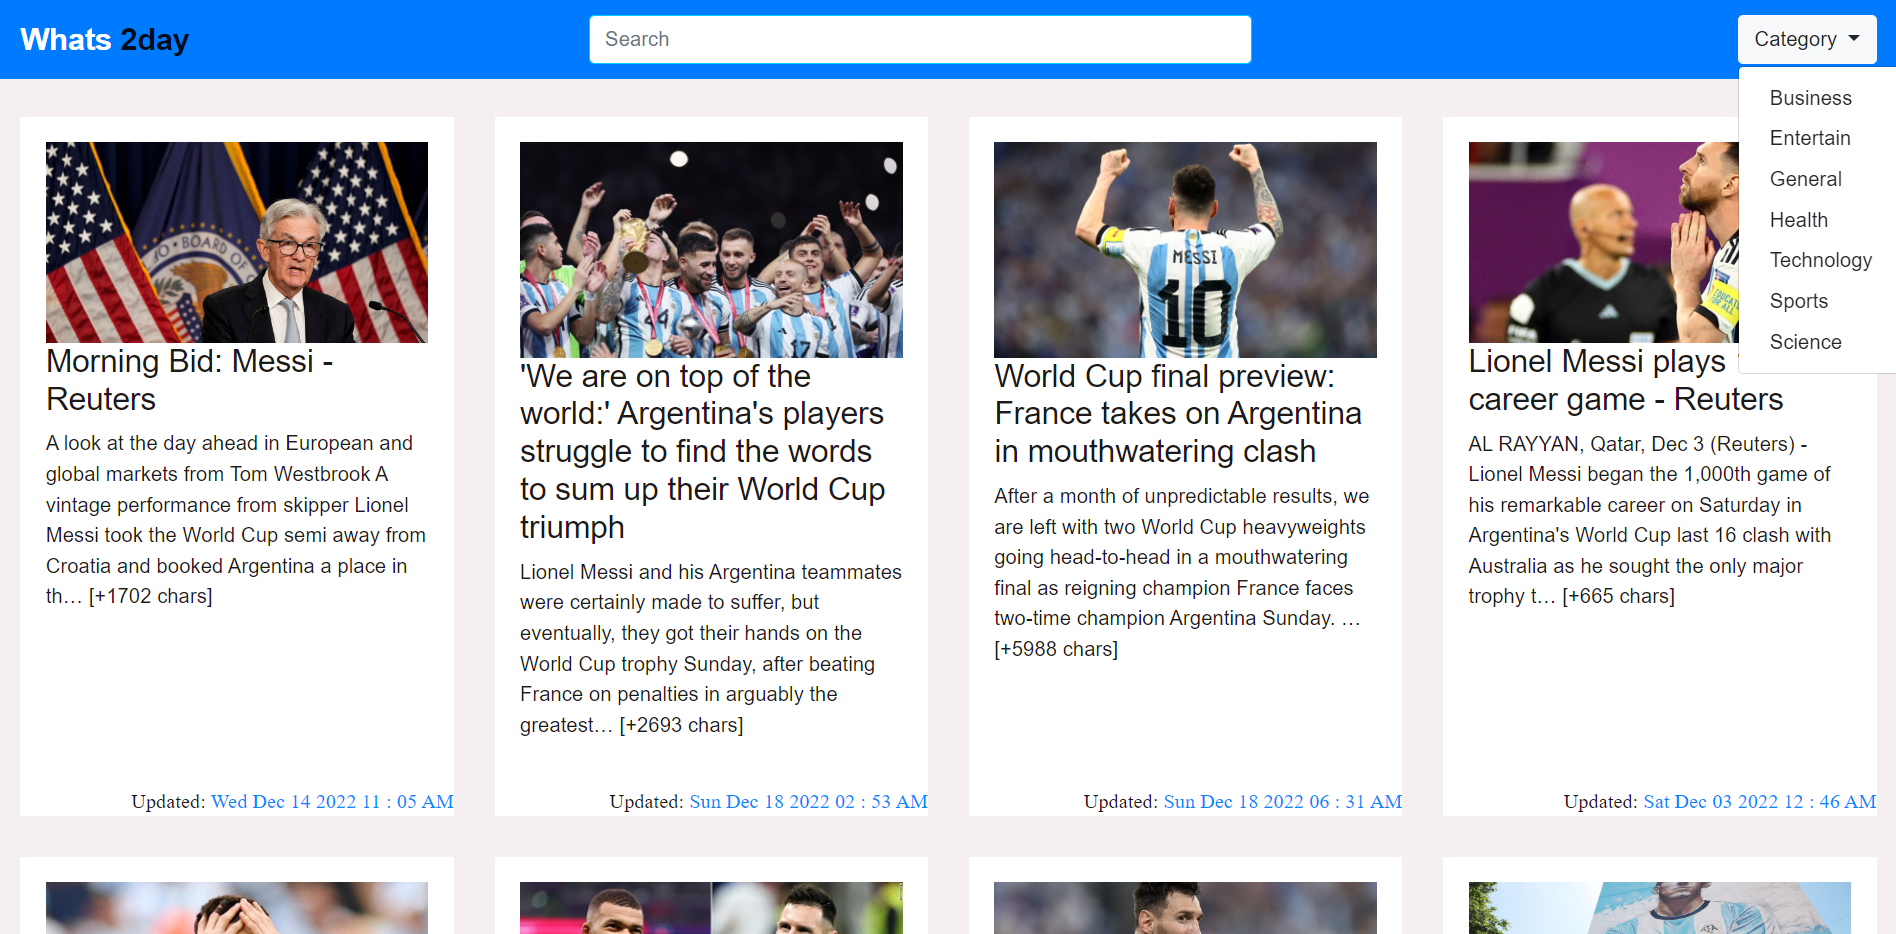 Whats 2day
Search
Category
Business
Entertain
General
Health
Technology
Sports
Science
BOARD OF
Morning Bid: Messi -
Reuters
A look at the day ahead in European and
global markets from Tom Westbrook A
vintage performance from skipper Lionel
Messi took the World Cup semi away from
Croatia and booked Argentina a place in
th… [+1702 chars]
Updated: Wed Dec 14 2022 11 : 05 AM
17
'We are on top of the
world:' Argentina's players
struggle to find the words
to sum up their World Cup
triumph
Lionel Messi and his Argentina teammates
were certainly made to suffer, but
eventually, they got their hands on the
World Cup trophy Sunday, after beating
France on penalties in arguably the
greatest… [+2693 chars]
Updated: Sun Dec 18 2022 02 : 53 AM
MESSI
10
World Cup final preview:
France takes on Argentina
in mouthwatering clash
After a month of unpredictable results, we
are left with two World Cup heavyweights
going head-to-head in a mouthwatering
final as reigning champion France faces
two-time champion Argentina Sunday. …
[+5988 chars]
Updated: Sun Dec 18 2022 06 : 31 AM
Lionel Messi plays
career game - Reuters
AL RAYYAN, Qatar, Dec 3 (Reuters) -
Lionel Messi began the 1,000th game of
his remarkable career on Saturday in
Argentina's World Cup last 16 clash with
Australia as he sought the only major
trophy t… [+665 chars]
Updated: Sat Dec 03 2022 12 : 46 AM